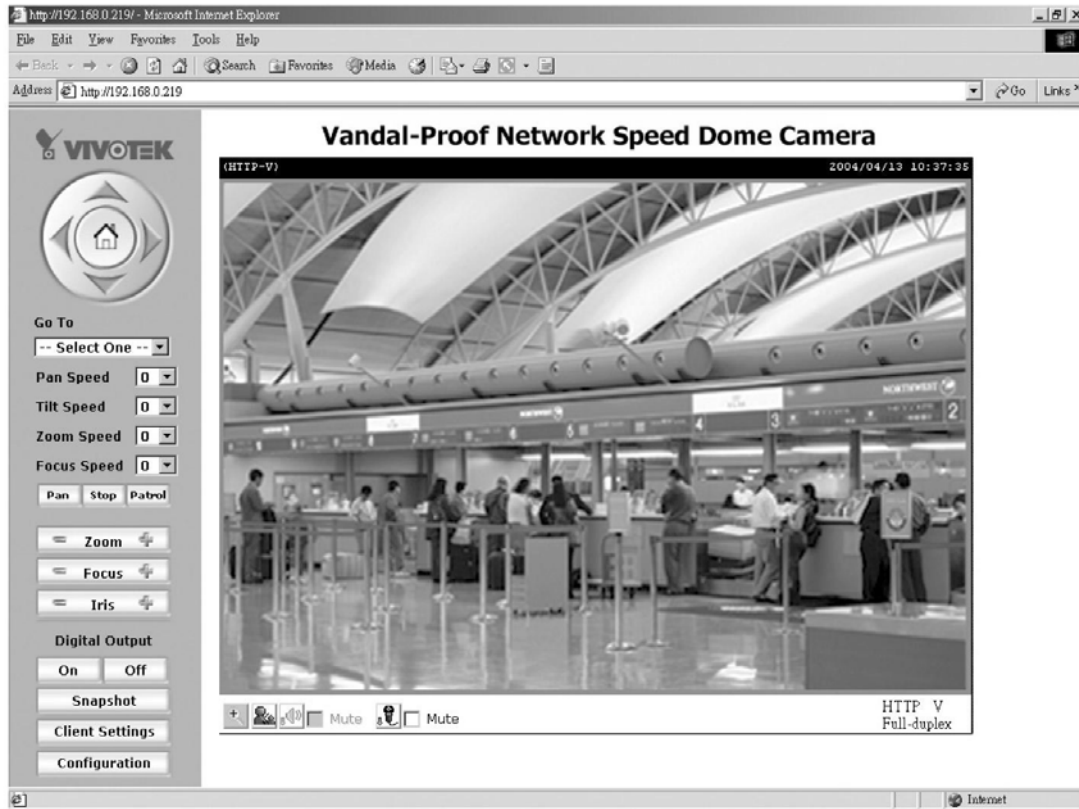 http://192.168.0.219/ - Microsoft Internet Explorer
File Edit View Favorites Tools Help
Back Search Favorites Media
Address http://192.168.0.219 Go Links
VIVOTEK
Vandal-Proof Network Speed Dome Camera
(HTTP-V) 2004/04/13 10:37:35
Go To
-- Select One --
Pan Speed 0
Tilt Speed 0
Zoom Speed 0
Focus Speed 0
Pan Stop Patrol
Zoom
Focus
Iris
Digital Output
On Off
Snapshot
Client Settings
Configuration
NORTHWEST
NORTHWEST
6 5 4 3 2
Mute Mute
HTTP V
Full-duplex
Internet